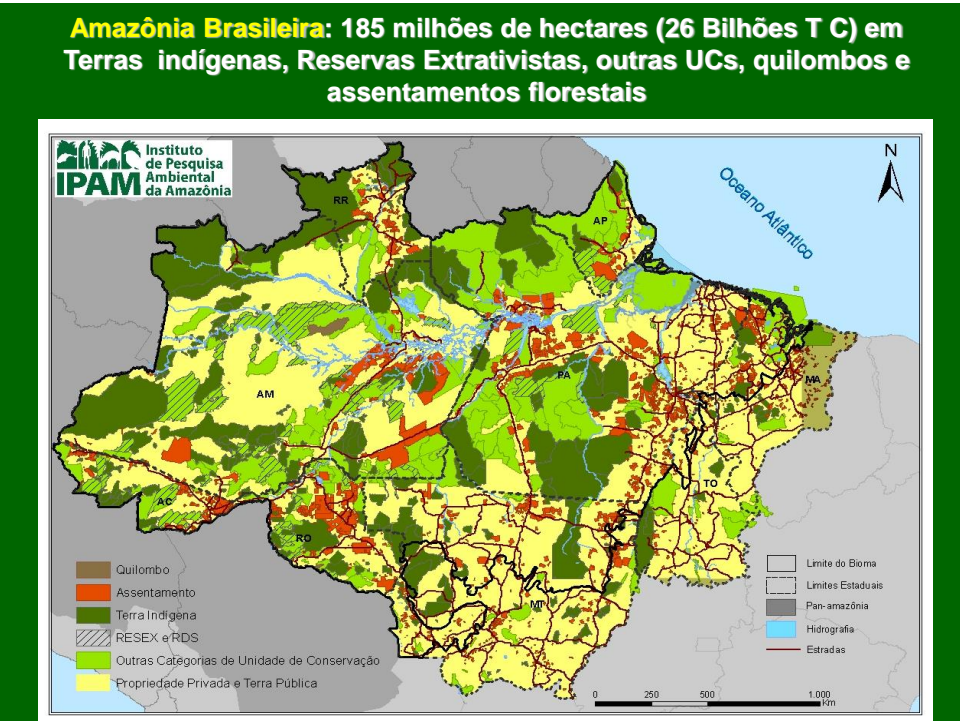 Amazônia Brasileira: 185 milhões de hectares (26 Bilhões T C) em
Terras indígenas, Reservas Extrativistas, outras UCs, quilombos e
assentamentos florestais
Instituto
de Pesquisa
Ambiental
da Amazônia
IPAM
N
Oceano Atlântico
RR
AP
AM
PA
MA
AC
RO
TO
MT
Quilombo
Assentamento
Terra Indígena
RESEX e RDS
Outras Categorias de Unidade de Conservação
Propriedade Privada e Terra Pública
Limite do Bioma
Limites Estaduais
Pan-amazônia
Hidrografia
Estradas
0 250 500 1.000
Km